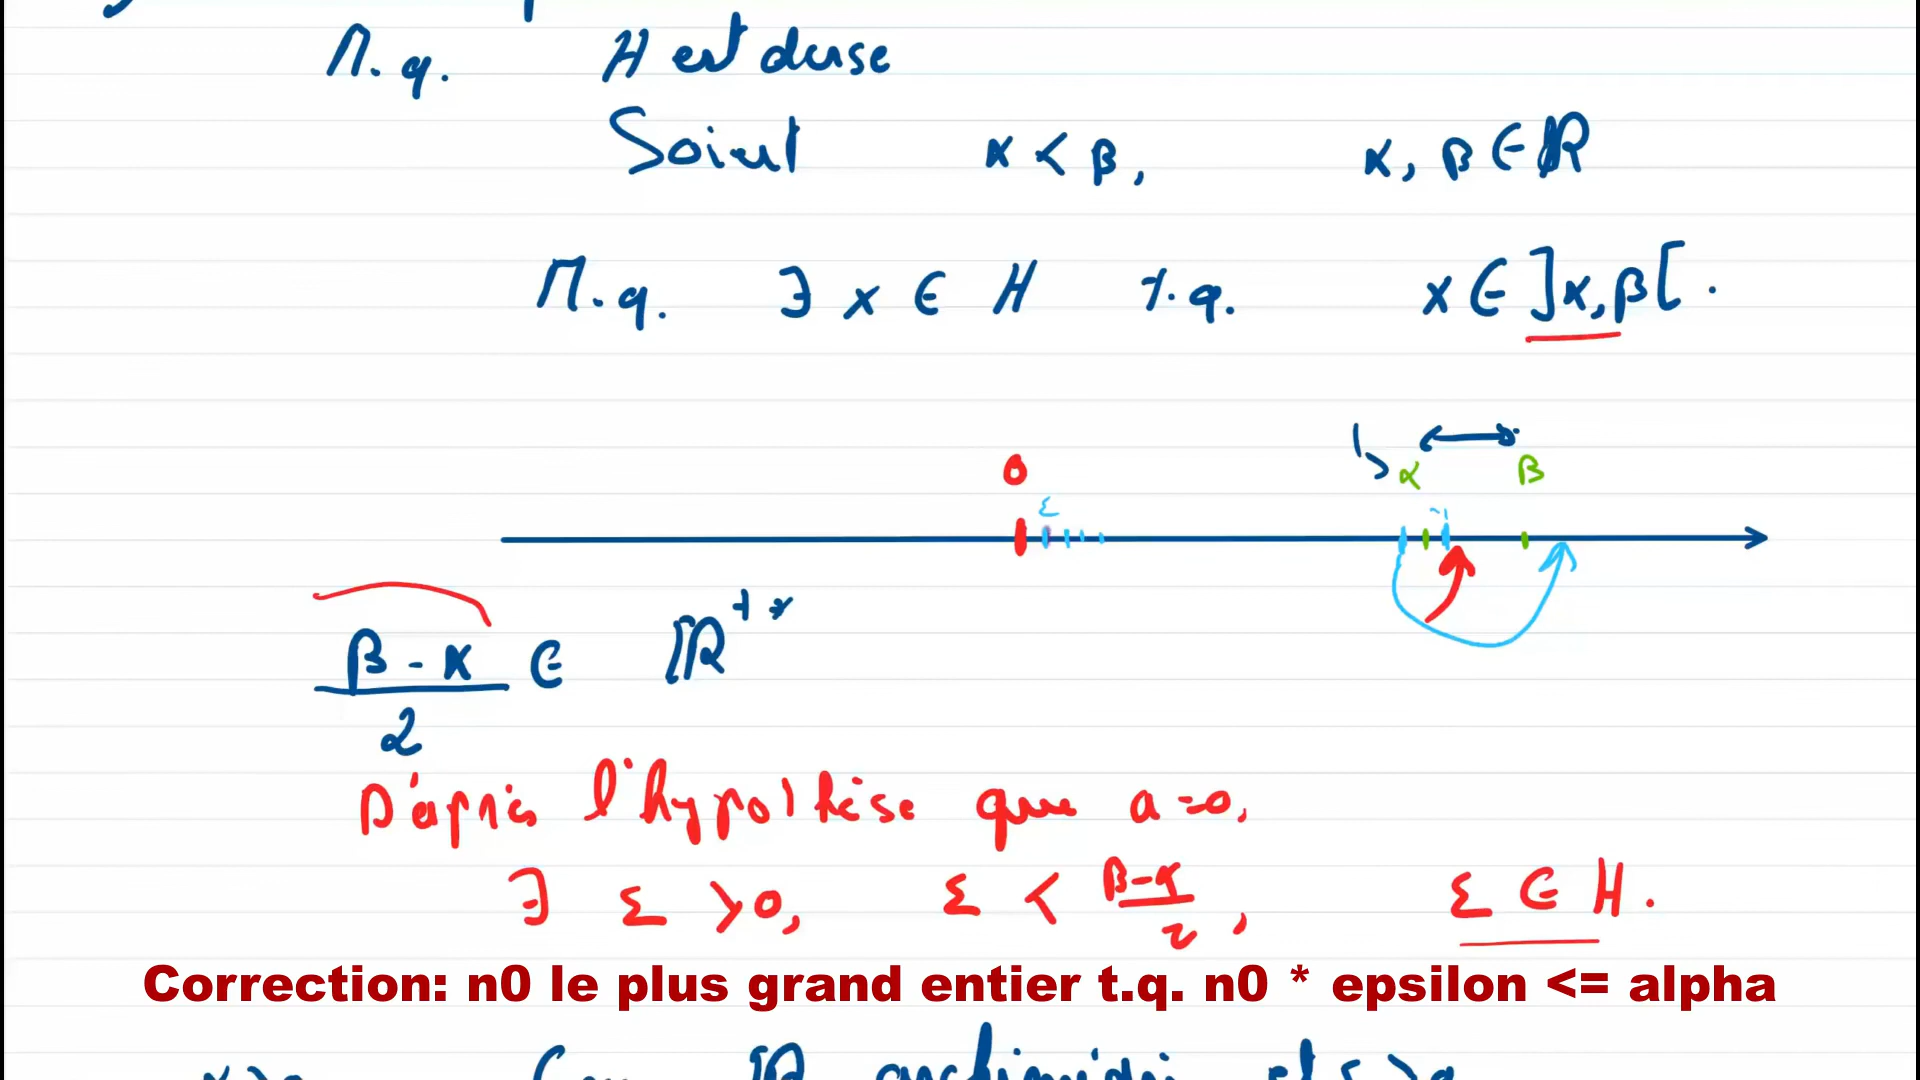 M.q. H est dense
Soient α < β, α, β ∈ ℝ
M.q. ∃ x ∈ H t.q. x ∈ ]α, β[.
0 α β
ε
β - α / 2 ∈ ℝ+*
D'après l'hypothèse que a=0,
∃ ε >0, ε < β-α / 2, ε ∈ H.
Correction: n0 le plus grand entier t.q. n0 * epsilon <= alpha